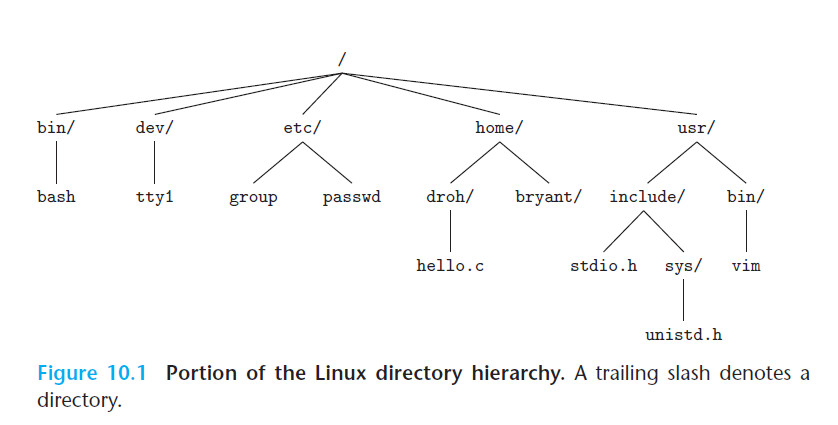 /
bin/ dev/ etc/ home/ usr/
bash tty1 group passwd droh/ bryant/ include/ bin/
hello.c stdio.h sys/ vim
unistd.h
Figure 10.1 Portion of the Linux directory hierarchy. A trailing slash denotes a
directory.